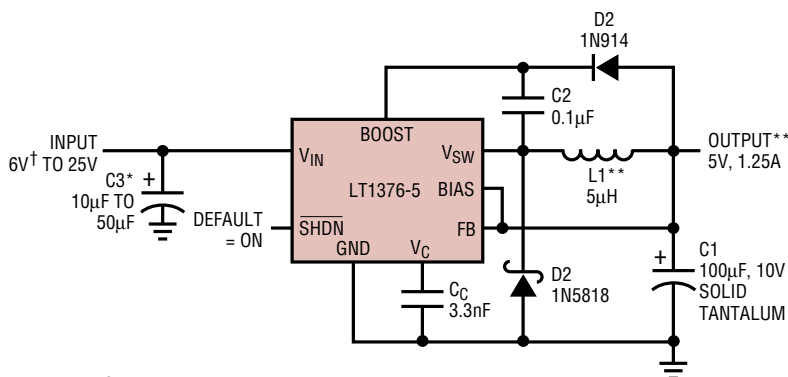 D2
1N914
C2
0.1µF
BOOST
INPUT
6V† TO 25V
VIN
VSW
OUTPUT**
5V, 1.25A
C3*
+
10µF TO
50µF
LT1376-5
BIAS
L1**
5µH
DEFAULT
= ON
SHDN
FB
GND
VC
C1
+
100µF, 10V
SOLID
TANTALUM
CC
3.3nF
D2
1N5818